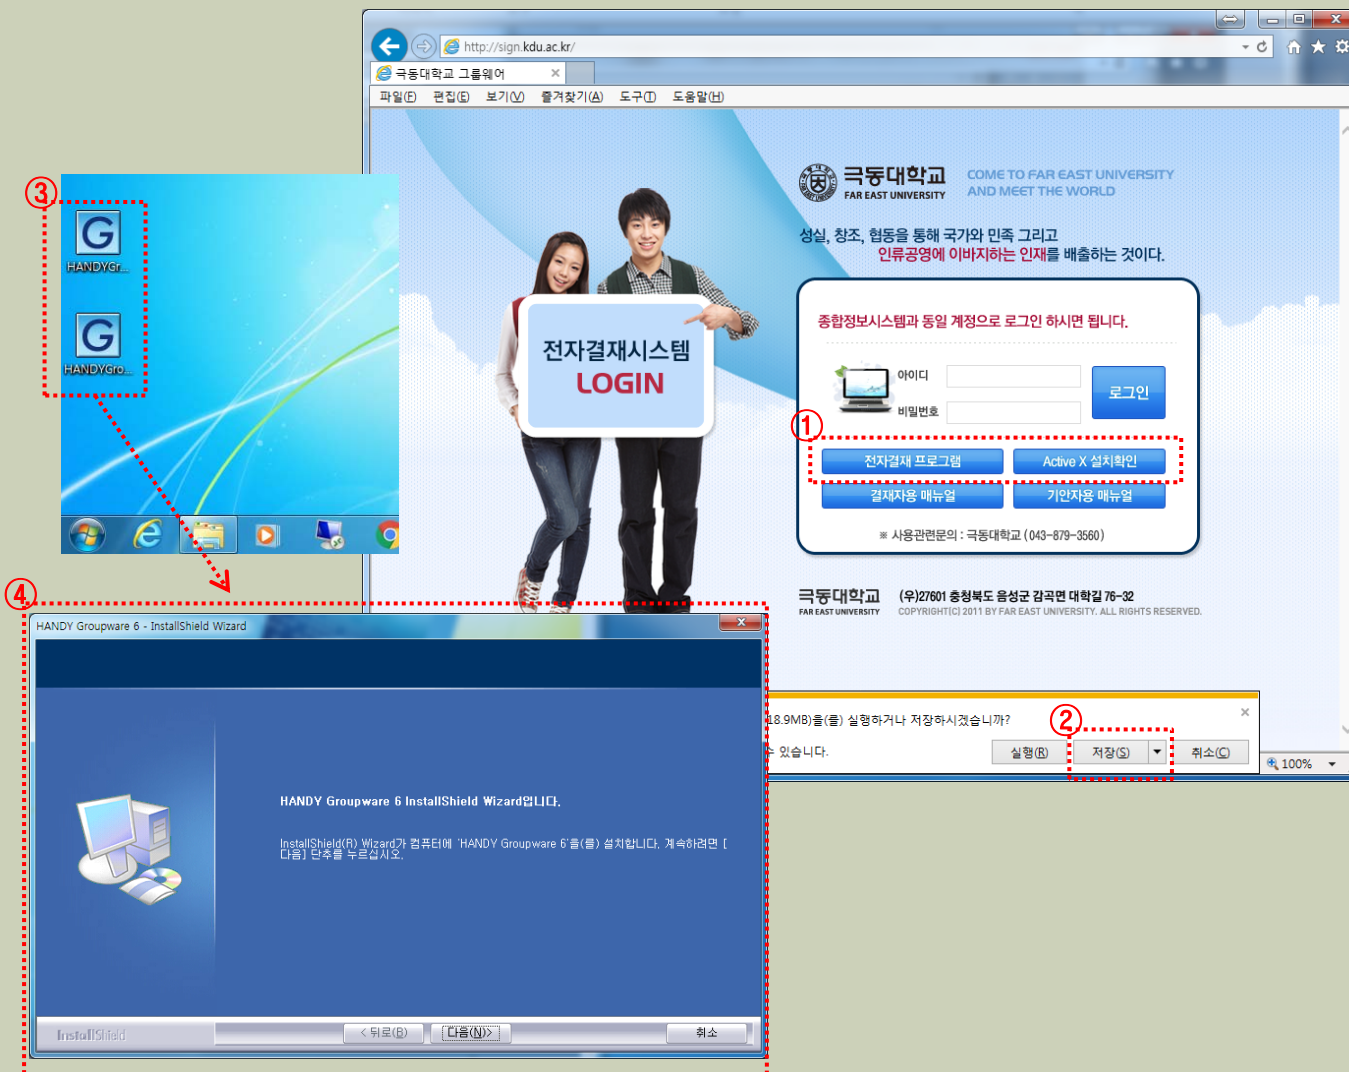 http://sign.kdu.ac.kr/
극동대학교 그룹웨어
파일(F) 편집(E) 보기(V) 즐겨찾기(A) 도구(T) 도움말(H)
극동대학교
FAR EAST UNIVERSITY
COME TO FAR EAST UNIVERSITY
AND MEET THE WORLD
성실, 창조, 협동을 통해 국가와 민족 그리고
인류공영에 이바지하는 인재를 배출하는 것이다.
전자결재시스템
LOGIN
종합정보시스템과 동일 계정으로 로그인 하시면 됩니다.
아이디
비밀번호
로그인
①
전자결재 프로그램
Active X 설치확인
결재자용 매뉴얼
기안자용 매뉴얼
※ 사용관련문의 : 극동대학교 (043-879-3560)
극동대학교
FAR EAST UNIVERSITY
(우)27601 충청북도 음성군 감곡면 대학길 76-32
COPYRIGHT(C) 2011 BY FAR EAST UNIVERSITY. ALL RIGHTS RESERVED.
②
18.9MB)을(를) 실행하거나 저장하시겠습니까?
있습니다.
실행(R)
저장(S)
취소(C)
100%
③
G
HANDYGr...
G
HANDYGro...
④
HANDY Groupware 6 - InstallShield Wizard
HANDY Groupware 6 InstallShield Wizard입니다.
InstallShield(R) Wizard가 컴퓨터에 'HANDY Groupware 6'을(를) 설치합니다. 계속하려면 [
다음] 단추를 누르십시오.
InstallShield
< 뒤로(B)
다음(N)>
취소